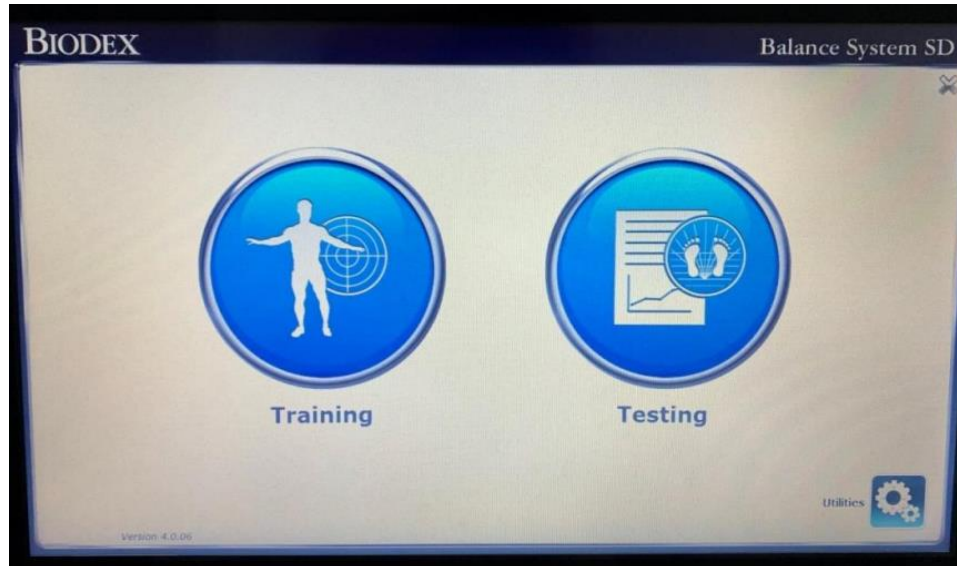 BIODEX
Balance System SD
Training
Testing
Utilities
Version 4.0.06